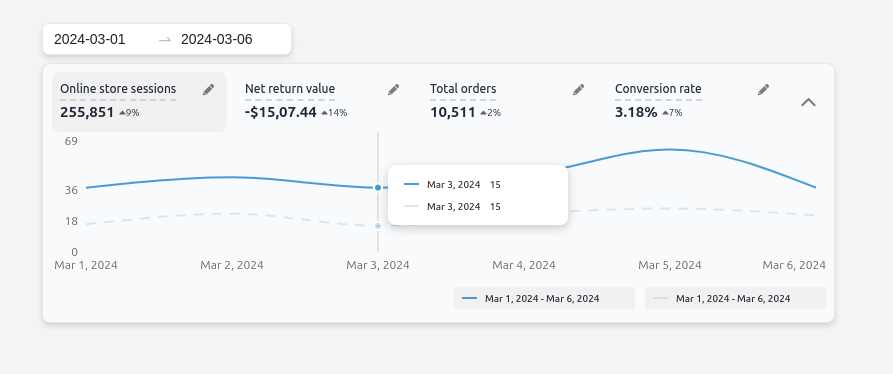 2024-03-01 → 2024-03-06
Online store sessions
255,851 9%
Net return value
-$15,07.44 14%
Total orders
10,511 2%
Conversion rate
3.18% 7%
69
36
18
0
Mar 3, 2024 15
Mar 3, 2024 15
Mar 1, 2024 Mar 2, 2024 Mar 3, 2024 Mar 4, 2024 Mar 5, 2024 Mar 6, 2024
Mar 1, 2024 - Mar 6, 2024 Mar 1, 2024 - Mar 6, 2024